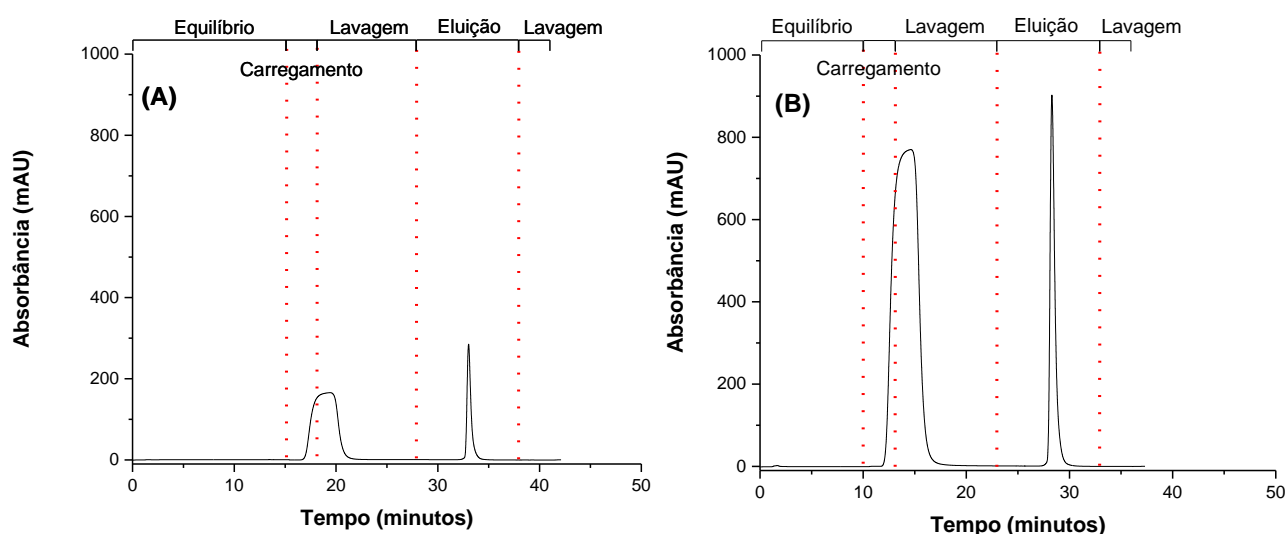 Equilíbrio Lavagem Eluição Lavagem
Carregamento
(A)
1000
800
600
400
200
0
Absorbância (mAU)
0 10 20 30 40 50
Tempo (minutos)
Equilíbrio Lavagem Eluição Lavagem
Carregamento
(B)
1000
800
600
400
200
0
Absorbância (mAU)
0 10 20 30 40 50
Tempo (minutos)